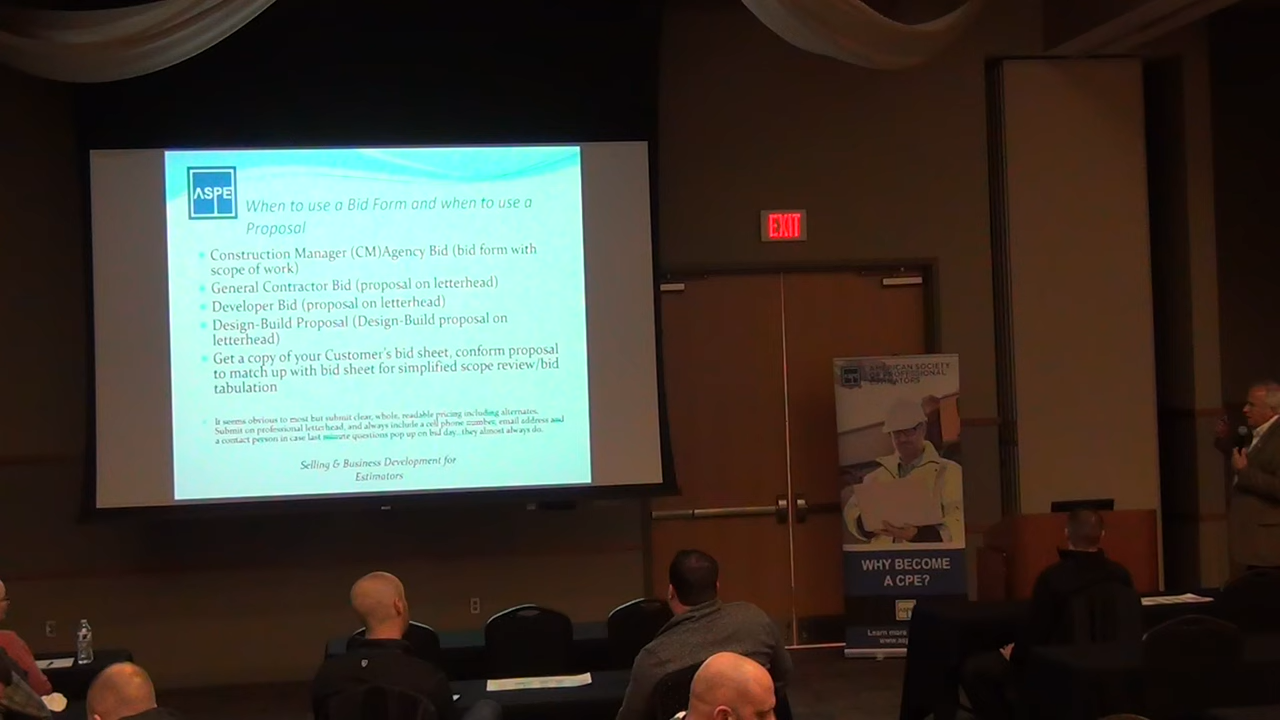 ASPE
When to use a Bid Form and when to use a
Proposal
Construction Manager (CM)Agency Bid (bid form with
scope of work)
General Contractor Bid (proposal on letterhead)
Developer Bid (proposal on letterhead)
Design-Build Proposal (Design-Build proposal on
letterhead)
Get a copy of your Customer's bid sheet, conform proposal
to match up with bid sheet for simplified scope review/bid
tabulation
It seems obvious to most but submit clear, whole, readable pricing including alternates.
Submit on professional letterhead, and always include a cell phone number, email address and
a contact person in case last minute questions pop up on bid day...they almost always do.
Selling & Business Development for
Estimators
EXIT
AMERICAN SOCIETY
OF PROFESSIONAL
ESTIMATORS
WHY BECOME
A CPE?
ASPE
Learn more
www.asp